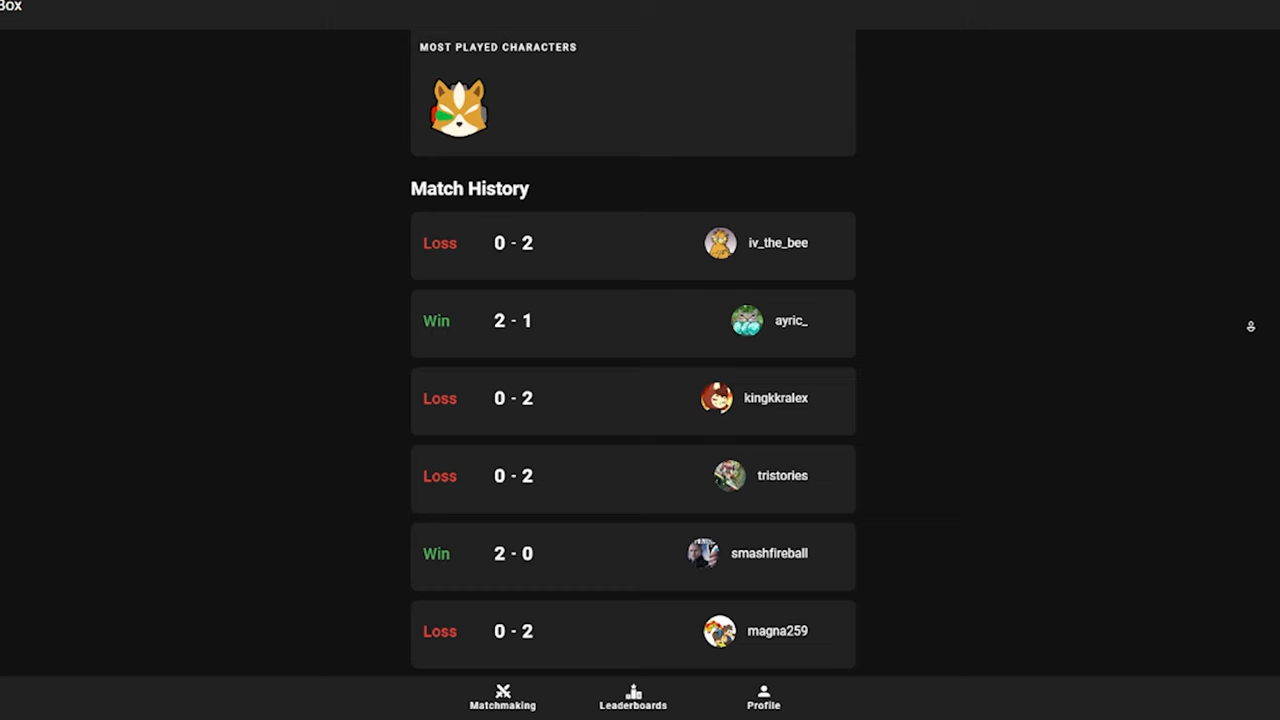 Box
MOST PLAYED CHARACTERS
Match History
Loss 0 - 2 iv_the_bee
Win 2 - 1 ayric_
Loss 0 - 2 kingkkralex
Loss 0 - 2 tristories
Win 2 - 0 smashfireball
Loss 0 - 2 magna259
Matchmaking Leaderboards Profile